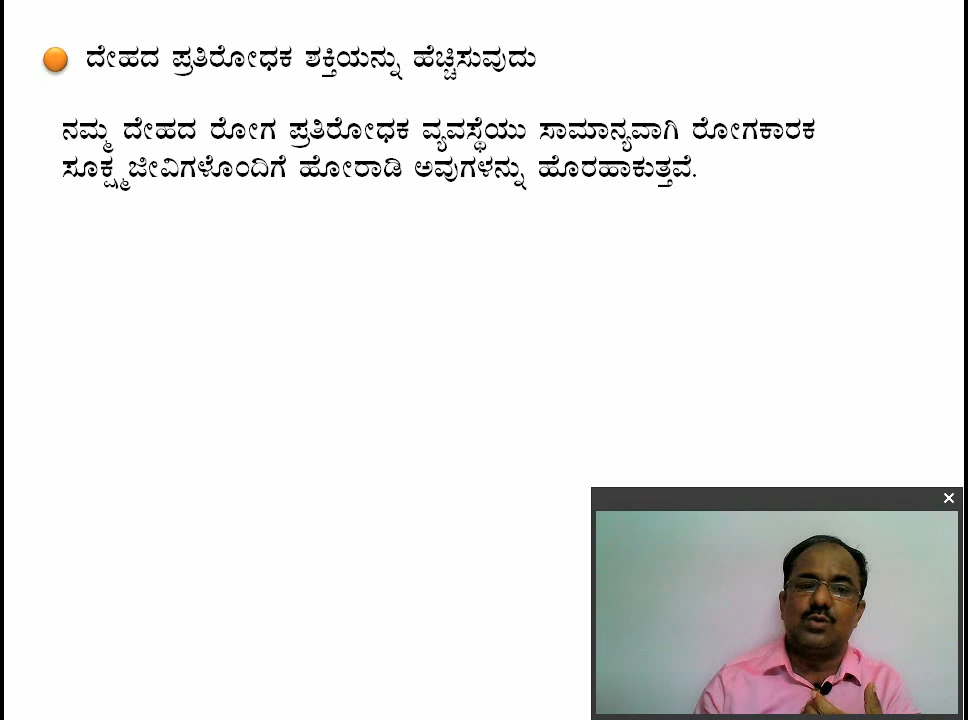 ದೇಹದ ಪ್ರತಿರೋಧಕ ಶಕ್ತಿಯನ್ನು ಹೆಚ್ಚಿಸುವುದು
ನಮ್ಮ ದೇಹದ ರೋಗ ಪ್ರತಿರೋಧಕ ವ್ಯವಸ್ಥೆಯು ಸಾಮಾನ್ಯವಾಗಿ ರೋಗಕಾರಕ
ಸೂಕ್ಷ್ಮಜೀವಿಗಳೊಂದಿಗೆ ಹೋರಾಡಿ ಅವುಗಳನ್ನು ಹೊರಹಾಕುತ್ತವೆ.